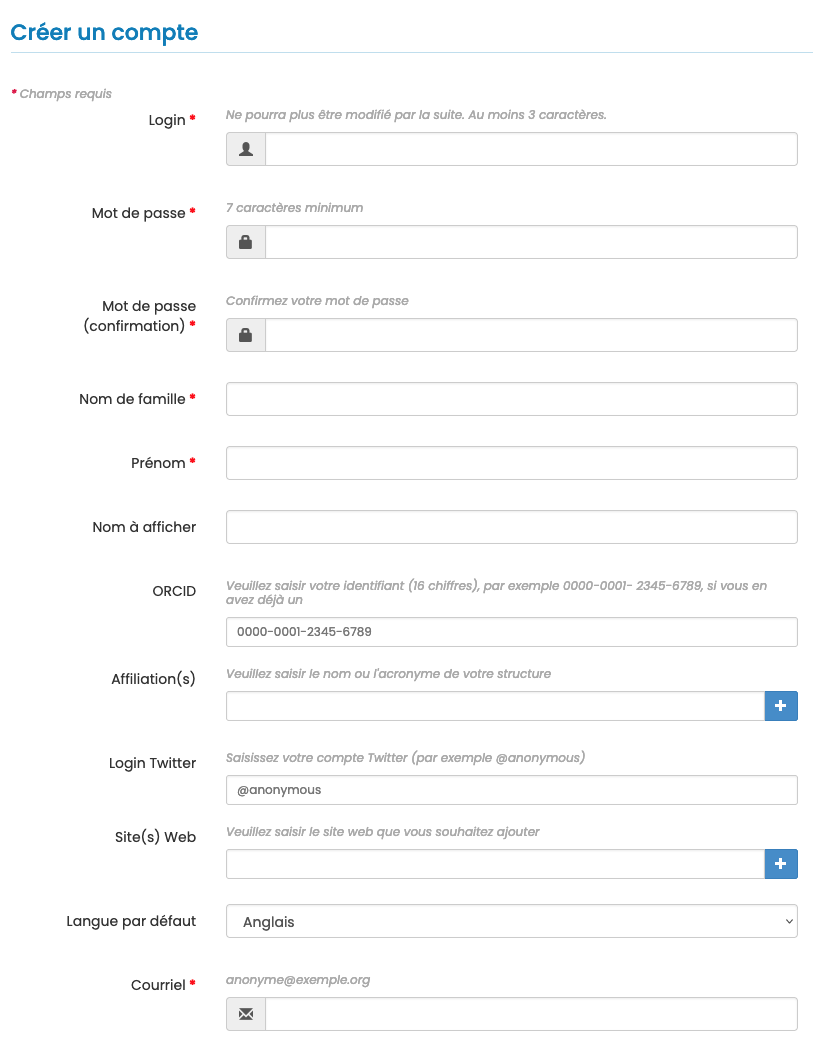 Créer un compte
* Champs requis
Login *
Ne pourra plus être modifié par la suite. Au moins 3 caractères.
Mot de passe *
7 caractères minimum
Mot de passe
(confirmation) *
Confirmez votre mot de passe
Nom de famille *
Prénom *
Nom à afficher
ORCID
Veuillez saisir votre identifiant (16 chiffres), par exemple 0000-0001- 2345-6789, si vous en
avez déjà un
0000-0001-2345-6789
Affiliation(s)
Veuillez saisir le nom ou l'acronyme de votre structure
Login Twitter
Saisissez votre compte Twitter (par exemple @anonymous)
@anonymous
Site(s) Web
Veuillez saisir le site web que vous souhaitez ajouter
Langue par défaut
Anglais
Courriel *
anonyme@exemple.org